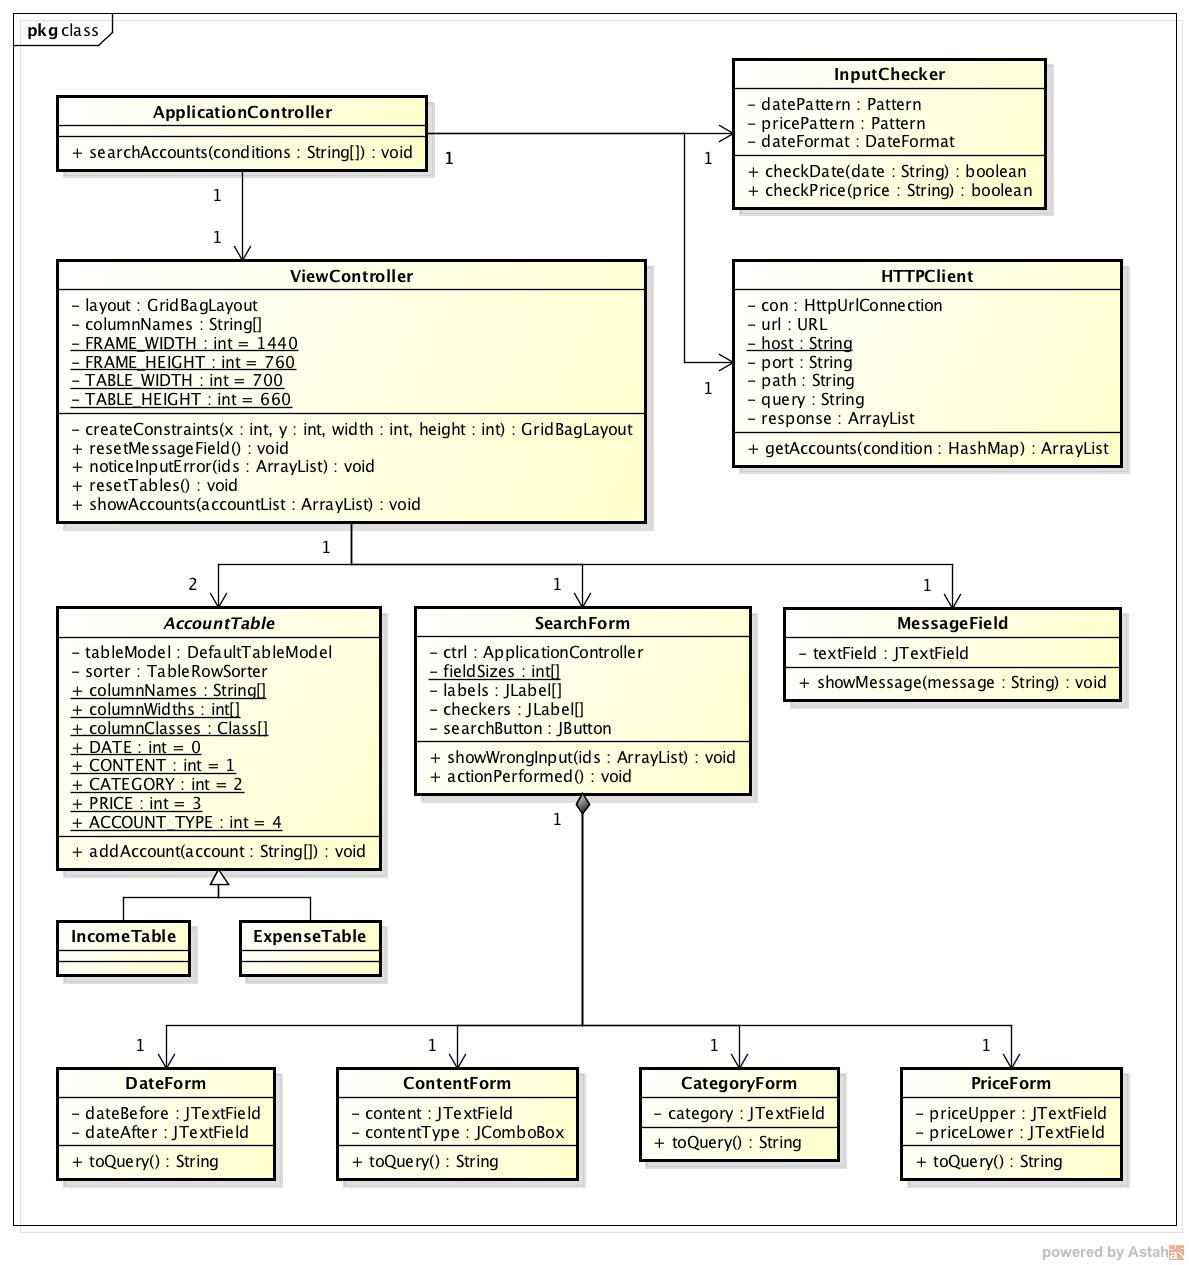 pkg class
ApplicationController
+ searchAccounts(conditions : String[]) : void
1
1
1
InputChecker
- datePattern : Pattern
- pricePattern : Pattern
- dateFormat : DateFormat
+ checkDate(date : String) : boolean
+ checkPrice(price : String) : boolean
1
1
ViewController
- layout : GridBagLayout
- columnNames : String[]
- FRAME_WIDTH : int = 1440
- FRAME_HEIGHT : int = 760
- TABLE_WIDTH : int = 700
- TABLE_HEIGHT : int = 660
- createConstraints(x : int, y : int, width : int, height : int) : GridBagLayout
+ resetMessageField() : void
+ noticeInputError(ids : ArrayList) : void
+ resetTables() : void
+ showAccounts(accountList : ArrayList) : void
HTTPClient
- con : HttpUrlConnection
- url : URL
- host : String
- port : String
- path : String
- query : String
- response : ArrayList
+ getAccounts(condition : HashMap) : ArrayList
1
2
1
1
AccountTable
- tableModel : DefaultTableModel
- sorter : TableRowSorter
+ columnNames : String[]
+ columnWidths : int[]
+ columnClasses : Class[]
+ DATE : int = 0
+ CONTENT : int = 1
+ CATEGORY : int = 2
+ PRICE : int = 3
+ ACCOUNT_TYPE : int = 4
+ addAccount(account : String[]) : void
SearchForm
- ctrl : ApplicationController
- fieldSizes : int[]
- labels : JLabel[]
- checkers : JLabel[]
- searchButton : JButton
+ showWrongInput(ids : ArrayList) : void
+ actionPerformed() : void
MessageField
- textField : JTextField
+ showMessage(message : String) : void
1
IncomeTable
ExpenseTable
1
1
1
1
DateForm
- dateBefore : JTextField
- dateAfter : JTextField
+ toQuery() : String
ContentForm
- content : JTextField
- contentType : JComboBox
+ toQuery() : String
CategoryForm
- category : JTextField
+ toQuery() : String
PriceForm
- priceUpper : JTextField
- priceLower : JTextField
+ toQuery() : String
powered by Astah